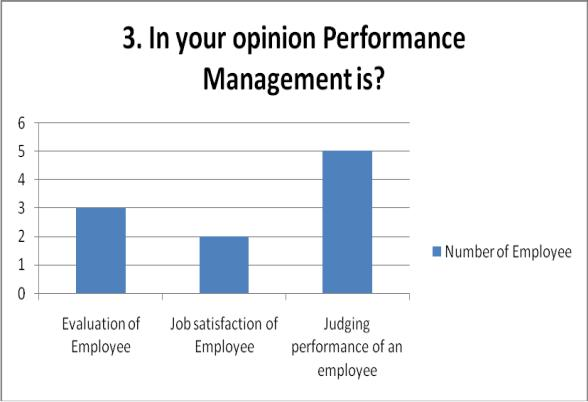 3. In your opinion Performance
Management is?
6
5
4
3
2
1
0
Evaluation of
Employee
Job satisfaction of
Employee
Judging
performance of an
employee
Number of Employee